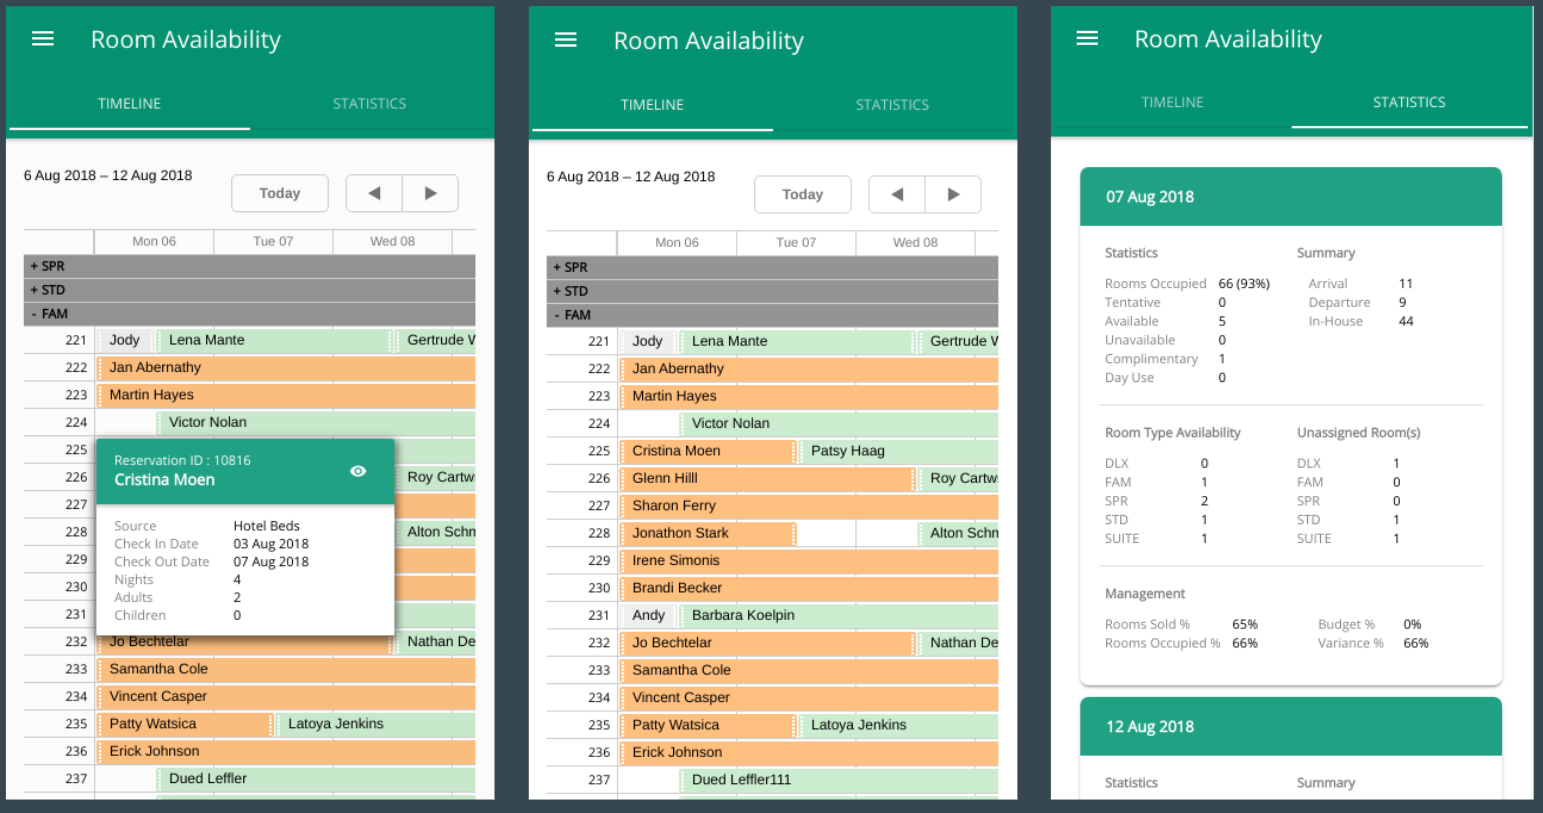 Room Availability
TIMELINE STATISTICS
6 Aug 2018 – 12 Aug 2018
Today
Mon 06 Tue 07 Wed 08
+ SPR
+ STD
- FAM
221 Jody Lena Mante Gertrude W
222 Jan Abernathy
223 Martin Hayes
224 Victor Nolan
225
226 Roy Cartw
227
228 Alton Schn
229
230
231
Reservation ID : 10816
Cristina Moen
Source Hotel Beds
Check In Date 03 Aug 2018
Check Out Date 07 Aug 2018
Nights 4
Adults 2
Children 0
232 Jo Bechtelar Nathan De
233 Samantha Cole
234 Vincent Casper
235 Patty Watsica Latoya Jenkins
236 Erick Johnson
237 Dued Leffler
Room Availability
TIMELINE STATISTICS
6 Aug 2018 – 12 Aug 2018
Today
Mon 06 Tue 07 Wed 08
+ SPR
+ STD
- FAM
221 Jody Lena Mante Gertrude W
222 Jan Abernathy
223 Martin Hayes
224 Victor Nolan
225 Cristina Moen Patsy Haag
226 Glenn Hilll Roy Cartw
227 Sharon Ferry
228 Jonathon Stark Alton Schn
229 Irene Simonis
230 Brandi Becker
231 Andy Barbara Koelpin
232 Jo Bechtelar Nathan De
233 Samantha Cole
234 Vincent Casper
235 Patty Watsica Latoya Jenkins
236 Erick Johnson
237 Dued Leffler111
Room Availability
TIMELINE STATISTICS
07 Aug 2018
Statistics Summary
Rooms Occupied 66 (93%) Arrival 11
Tentative 0 Departure 9
Available 5 In-House 44
Unavailable 0
Complimentary 1
Day Use 0
Room Type Availability Unassigned Room(s)
DLX 0 DLX 1
FAM 1 FAM 0
SPR 2 SPR 0
STD 1 STD 1
SUITE 1 SUITE 1
Management
Rooms Sold % 65% Budget % 0%
Rooms Occupied % 66% Variance % 66%
12 Aug 2018
Statistics Summary